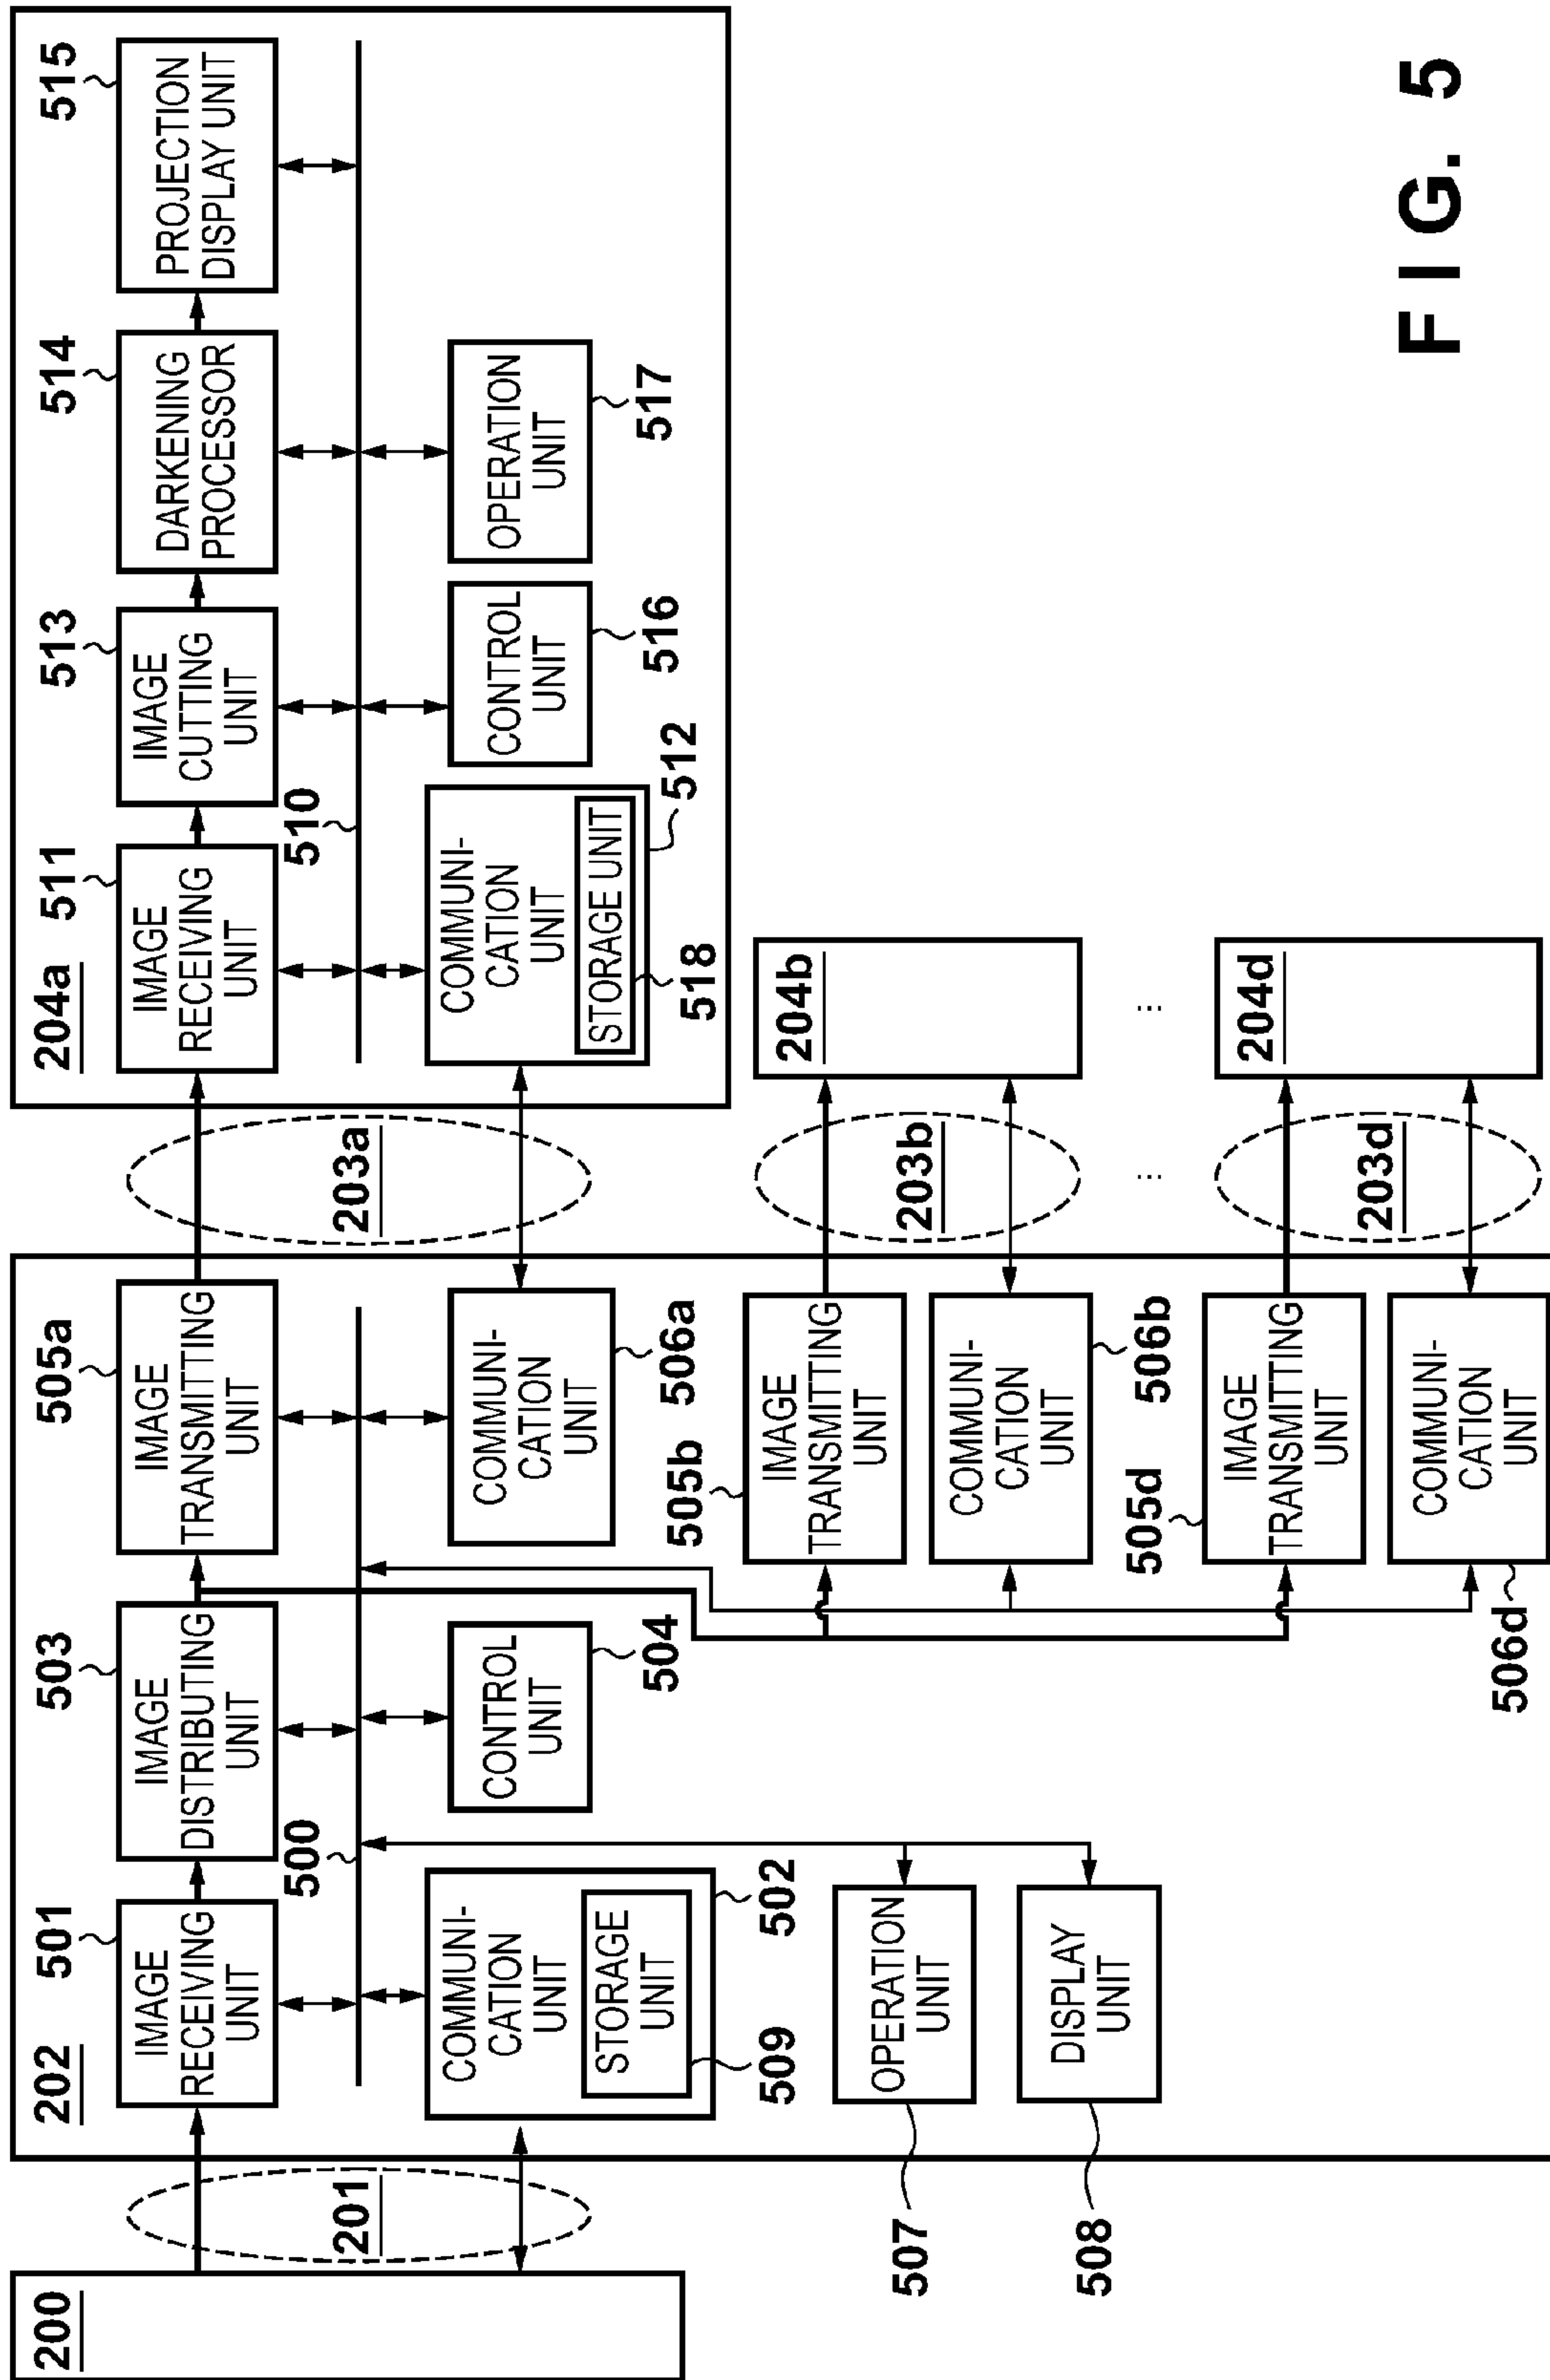 200
201
202
501
IMAGE
RECEIVING
UNIT
503
IMAGE
DISTRIBUTING
UNIT
505a
IMAGE
TRANSMITTING
UNIT
500
COMMUNI-
CATION
UNIT
STORAGE
UNIT
502
509
CONTROL
UNIT
504
COMMUNI-
CATION
UNIT
506a
OPERATION
UNIT
507
DISPLAY
UNIT
508
505b
IMAGE
TRANSMITTING
UNIT
COMMUNI-
CATION
UNIT
506b
505d
IMAGE
TRANSMITTING
UNIT
COMMUNI-
CATION
UNIT
506d
203a
203b
...
203d
204a
511
IMAGE
RECEIVING
UNIT
513
IMAGE
CUTTING
UNIT
514
DARKENING
PROCESSOR
515
PROJECTION
DISPLAY UNIT
510
COMMUNI-
CATION
UNIT
STORAGE UNIT
518
512
CONTROL
UNIT
516
OPERATION
UNIT
517
204b
...
204d
FIG. 5